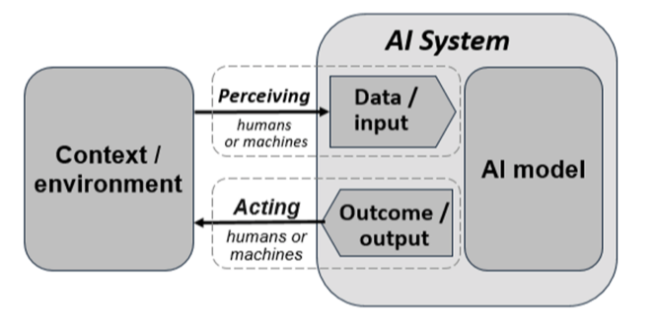 AI System
Context /
environment
Perceiving
humans
or machines
Data /
input
AI model
Acting
humans or
machines
Outcome /
output